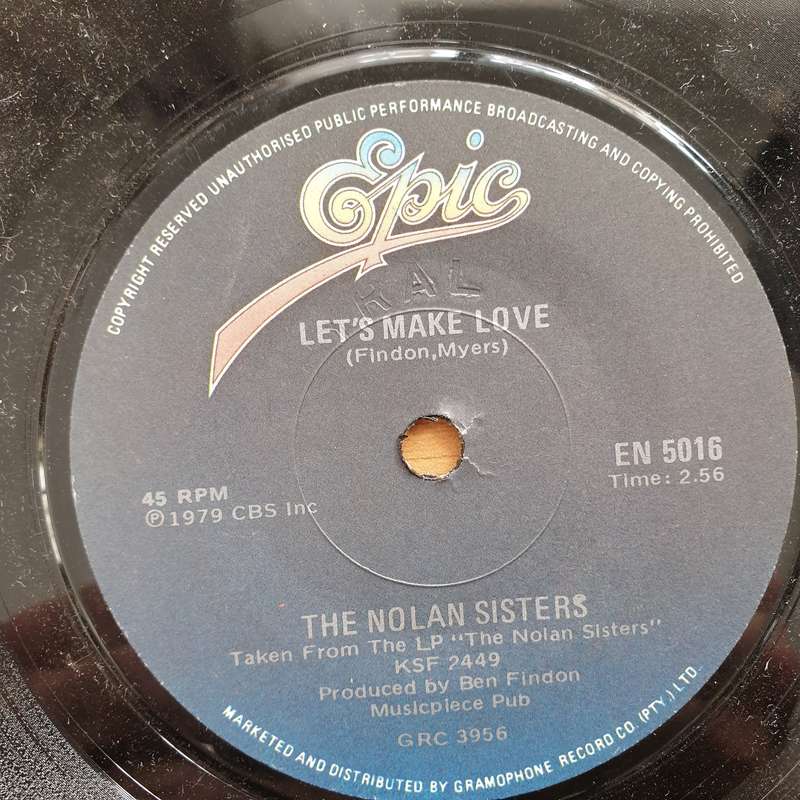 COPYRIGHT RESERVED UNAUTHORISED PUBLIC PERFORMANCE BROADCASTING AND COPYING PROHIBITED
Epic
RAL
LET'S MAKE LOVE
(Findon,Myers)
EN 5016
Time: 2.56
45 RPM
℗1979 CBS Inc
THE NOLAN SISTERS
Taken From The LP "The Nolan Sisters"
KSF 2449
Produced by Ben Findon
Musicpiece Pub
GRC 3956
MARKETED AND DISTRIBUTED BY GRAMOPHONE RECORD CO. (PTY.) LTD.